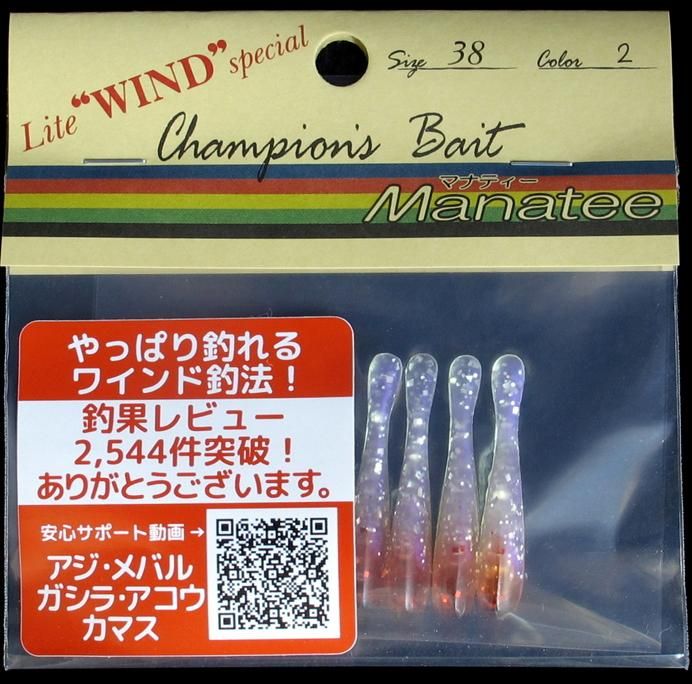 Lite “WIND” special
Size 38 Color 2
Champion's Bait
マナティー
Manatee
やっぱり釣れる
ワインド釣法！
釣果レビュー
2,544件突破！
ありがとうございます。
安心サポート動画→
アジ・メバル
ガシラ・アコウ
カマス